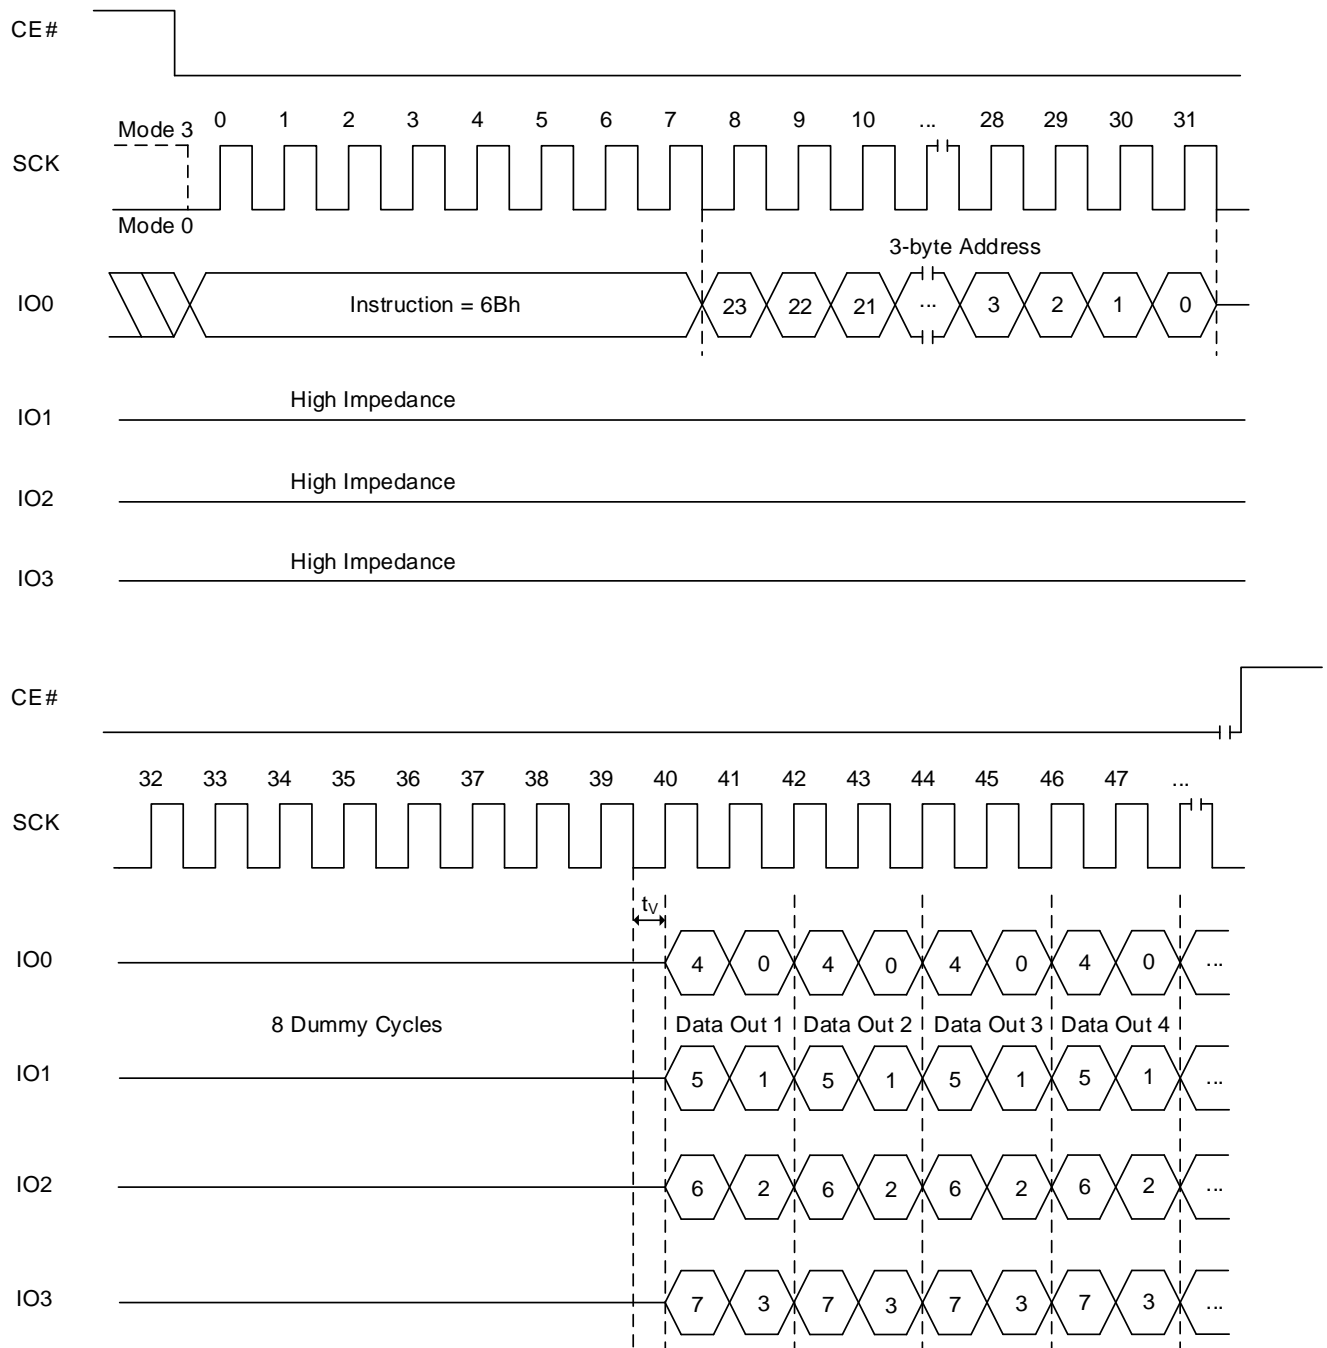 CE#
Mode 3 0 1 2 3 4 5 6 7 8 9 10 ... 28 29 30 31
SCK
Mode 0
3-byte Address
IO0 Instruction = 6Bh 23 22 21 ... 3 2 1 0
High Impedance
IO1
High Impedance
IO2
High Impedance
IO3
CE#
32 33 34 35 36 37 38 39 40 41 42 43 44 45 46 47 ...
SCK
tV
IO0 4 0 4 0 4 0 4 0 ...
8 Dummy Cycles Data Out 1 Data Out 2 Data Out 3 Data Out 4
IO1 5 1 5 1 5 1 5 1 ...
IO2 6 2 6 2 6 2 6 2 ...
IO3 7 3 7 3 7 3 7 3 ...